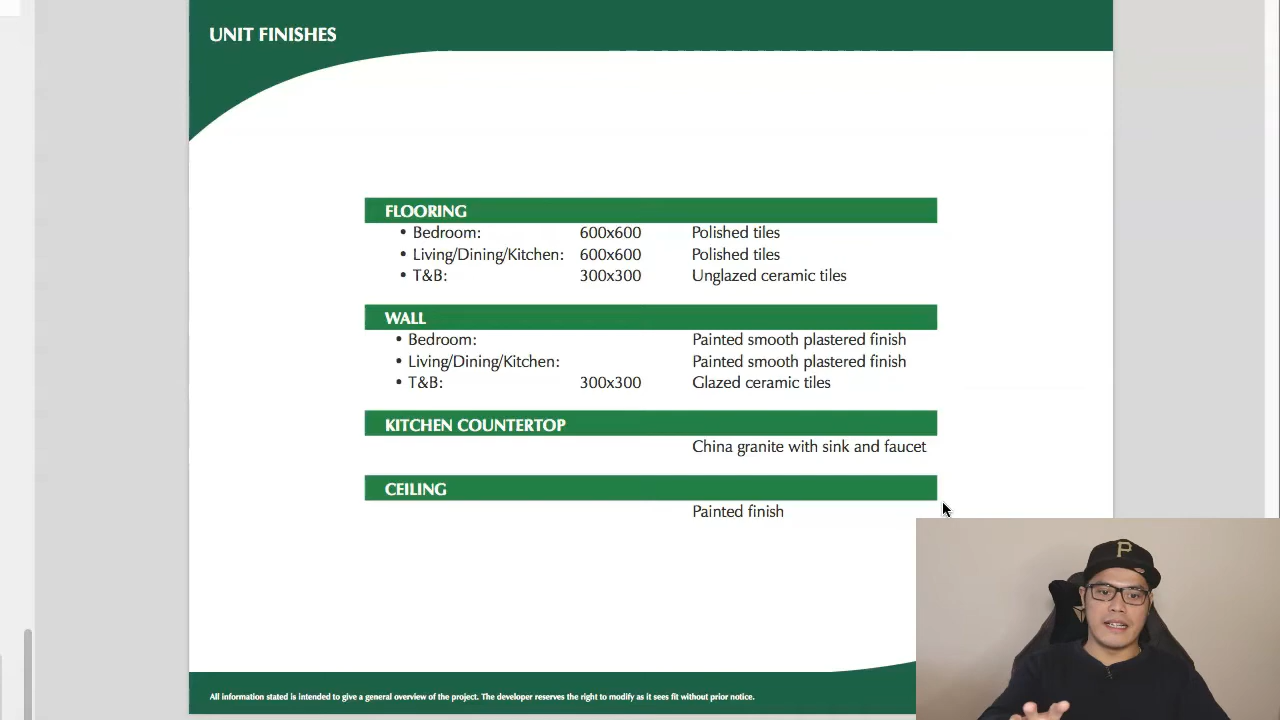 UNIT FINISHES
FLOORING
• Bedroom: 600x600 Polished tiles
• Living/Dining/Kitchen: 600x600 Polished tiles
• T&B: 300x300 Unglazed ceramic tiles
WALL
• Bedroom: Painted smooth plastered finish
• Living/Dining/Kitchen: Painted smooth plastered finish
• T&B: 300x300 Glazed ceramic tiles
KITCHEN COUNTERTOP
China granite with sink and faucet
CEILING
Painted finish
P
All information stated is intended to give a general overview of the project. The developer reserves the right to modify as it sees fit without prior notice.